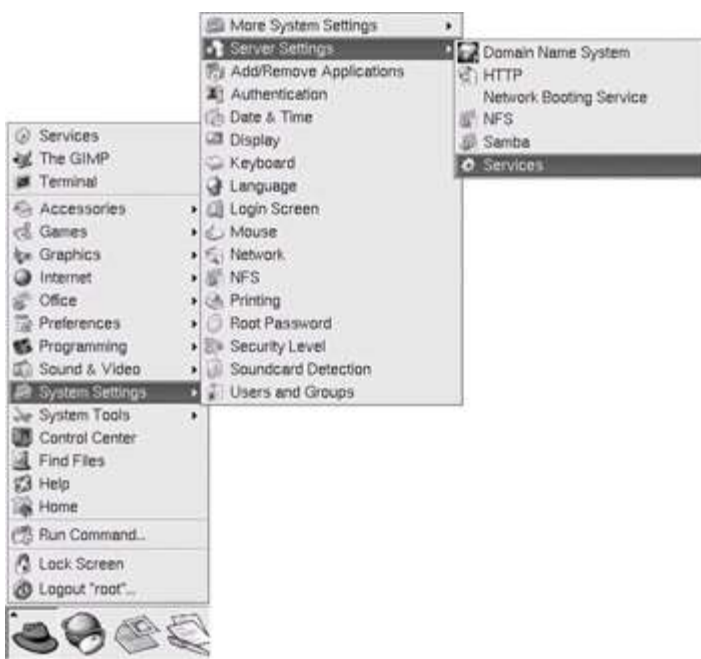 More System Settings
Server Settings
Add/Remove Applications
Authentication
Date & Time
Display
Keyboard
Language
Login Screen
Mouse
Network
NFS
Printing
Root Password
Security Level
Soundcard Detection
Users and Groups
Domain Name System
HTTP
Network Booting Service
NFS
Samba
Services
Services
The GIMP
Terminal
Accessories
Games
Graphics
Internet
Office
Preferences
Programming
Sound & Video
System Settings
System Tools
Control Center
Find Files
Help
Home
Run Command...
Lock Screen
Logout "root"...